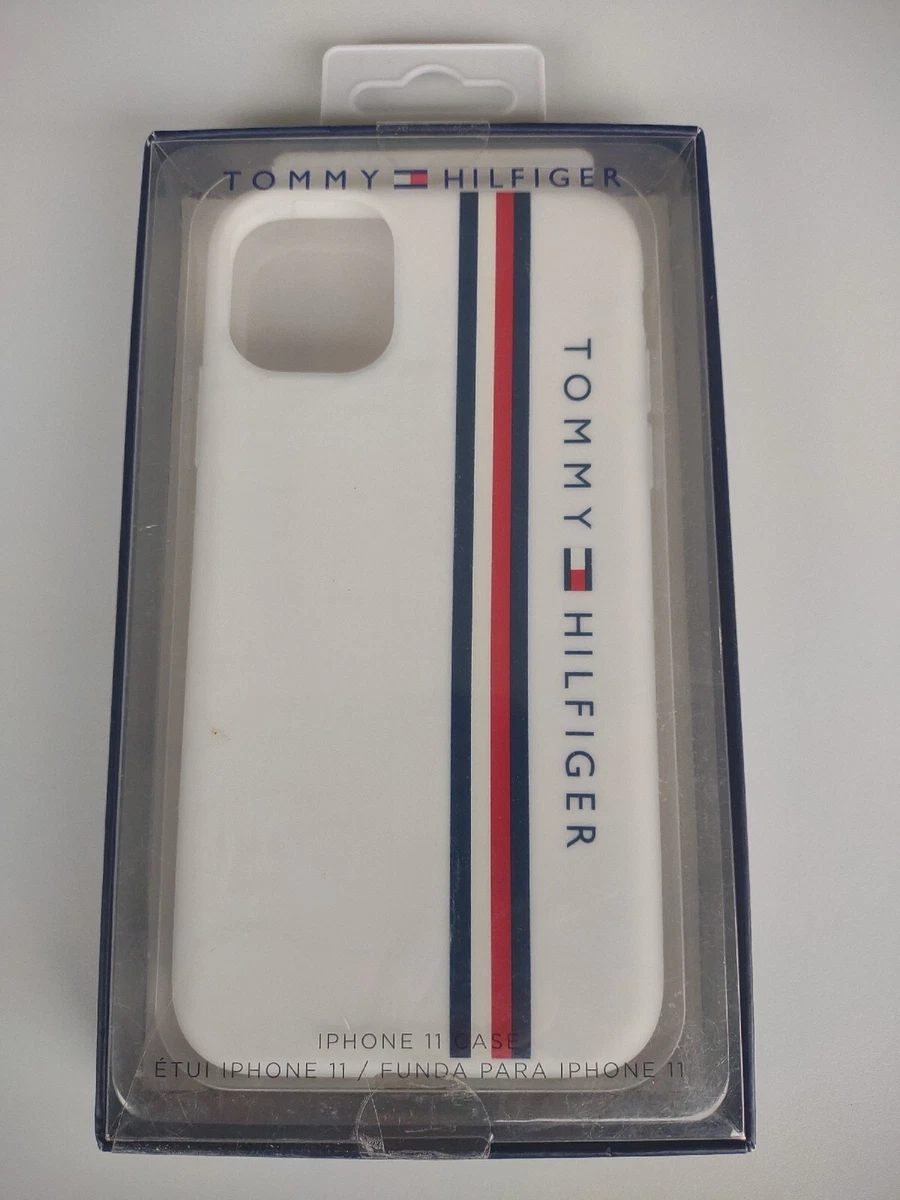 TOMMY HILFIGER
TOMMY HILFIGER
IPHONE 11 CASE
ÉTUI IPHONE 11 / FUNDA PARA IPHONE 11